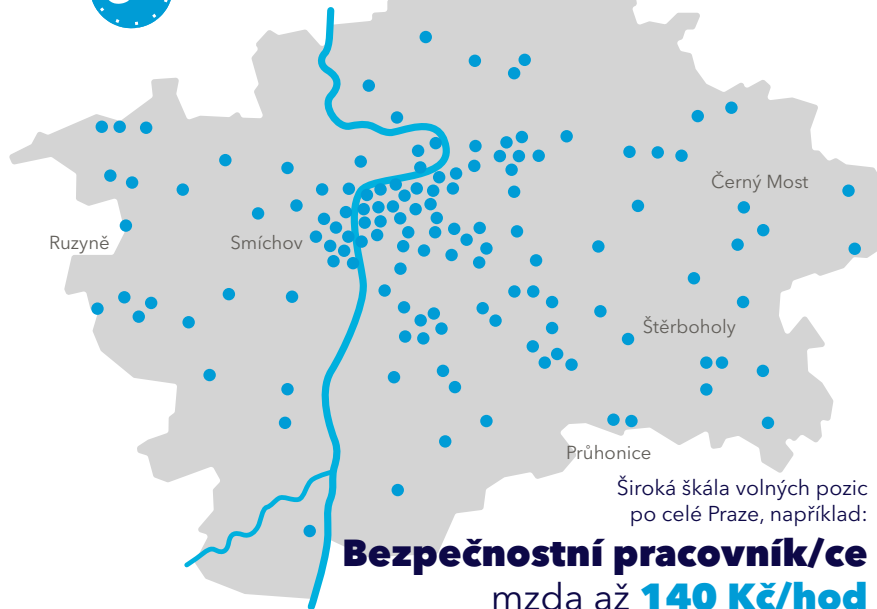 Černý Most
Ruzyně
Smíchov
Štěrboholy
Průhonice
Široká škála volných pozic
po celé Praze, například:
Bezpečnostní pracovník/ce
mzda až 140 Kč/hod